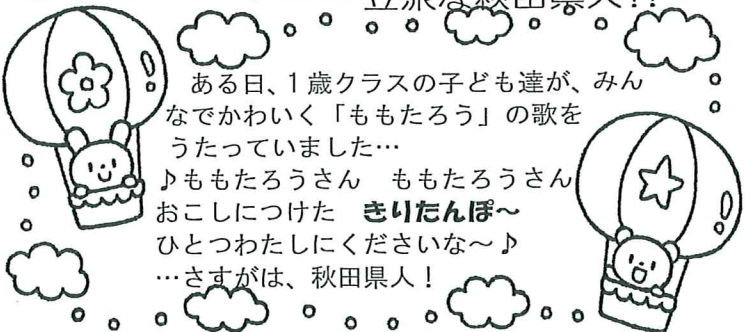 立派な秋田県人!!
ある日、1歳クラスの子ども達が、みん
なでかわいく「ももたろう」の歌を
うたっていました…
♪ももたろうさん　ももたろうさん
おこしにつけた　きりたんぽ〜
ひとつわたしにくださいな〜♪
…さすがは、秋田県人！